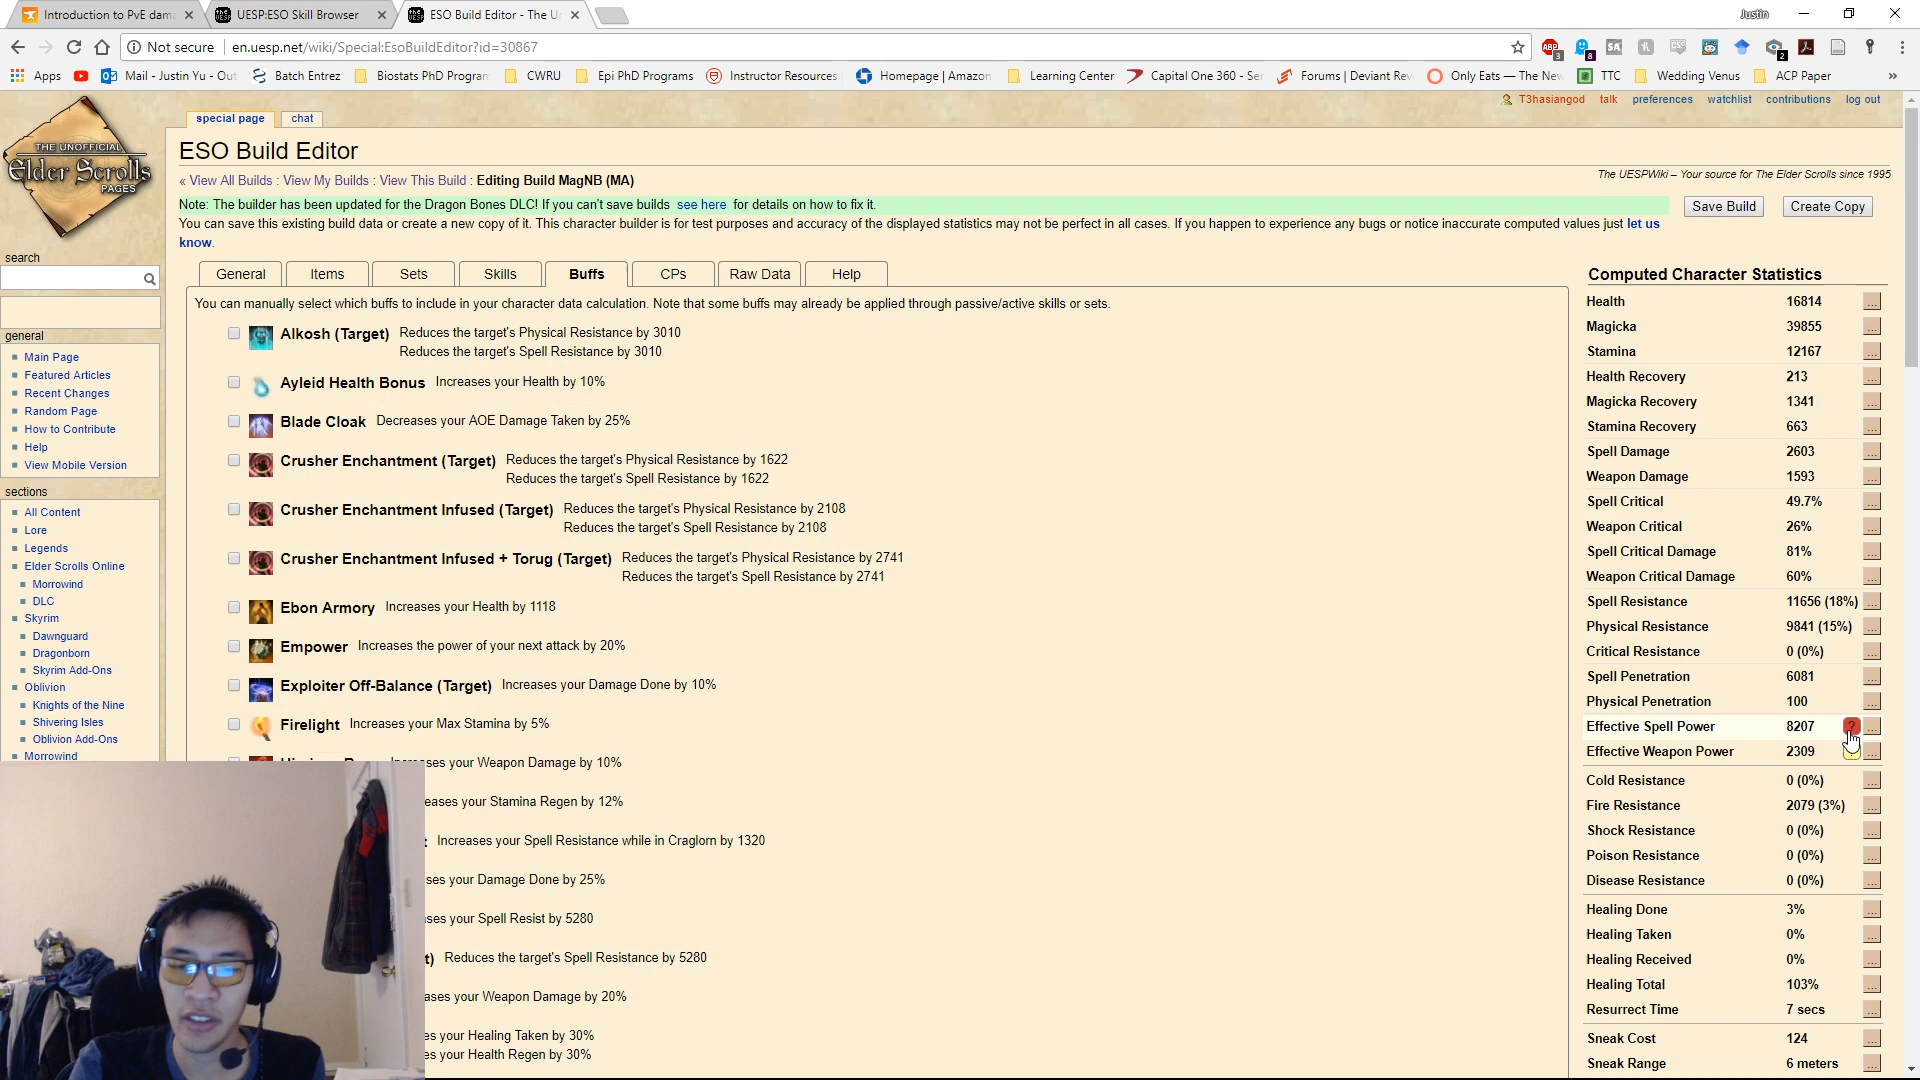 Introduction to PvE dam
UESP:ESO Skill Browser
ESO Build Editor - The U
Justin
Not secure
en.uesp.net/wiki/Special:EsoBuildEditor?id=30867
Apps
Mail - Justin Yu - Out
Batch Entrez
Biostats PhD Program
CWRU
Epi PhD Programs
Instructor Resources
Homepage | Amazon
Learning Center
Capital One 360 - Se
Forums | Deviant Rev
Only Eats — The New
TTC
Wedding Venus
ACP Paper
»
T3hasiangod
talk
preferences
watchlist
contributions
log out
THE UNOFFICIAL
Elder Scrolls
PAGES
special page
chat
ESO Build Editor
« View All Builds : View My Builds : View This Build : Editing Build MagNB (MA)
The UESPWiki – Your source for The Elder Scrolls since 1995
Note: The builder has been updated for the Dragon Bones DLC! If you can't save builds see here for details on how to fix it.
Save Build
Create Copy
You can save this existing build data or create a new copy of it. This character builder is for test purposes and accuracy of the displayed statistics may not be perfect in all cases. If you happen to experience any bugs or notice inaccurate computed values just let us
know.
search
general
Main Page
Featured Articles
Recent Changes
Random Page
How to Contribute
Help
View Mobile Version
sections
All Content
Lore
Legends
Elder Scrolls Online
Morrowind
DLC
Skyrim
Dawnguard
Dragonborn
Skyrim Add-Ons
Oblivion
Knights of the Nine
Shivering Isles
Oblivion Add-Ons
Morrowind
General
Items
Sets
Skills
Buffs
CPs
Raw Data
Help
You can manually select which buffs to include in your character data calculation. Note that some buffs may already be applied through passive/active skills or sets.
Alkosh (Target) Reduces the target's Physical Resistance by 3010
Reduces the target's Spell Resistance by 3010
Ayleid Health Bonus Increases your Health by 10%
Blade Cloak Decreases your AOE Damage Taken by 25%
Crusher Enchantment (Target) Reduces the target's Physical Resistance by 1622
Reduces the target's Spell Resistance by 1622
Crusher Enchantment Infused (Target) Reduces the target's Physical Resistance by 2108
Reduces the target's Spell Resistance by 2108
Crusher Enchantment Infused + Torug (Target) Reduces the target's Physical Resistance by 2741
Reduces the target's Spell Resistance by 2741
Ebon Armory Increases your Health by 1118
Empower Increases the power of your next attack by 20%
Exploiter Off-Balance (Target) Increases your Damage Done by 10%
Firelight Increases your Max Stamina by 5%
your Weapon Damage by 10%
eases your Stamina Regen by 12%
t Increases your Spell Resistance while in Craglorn by 1320
ses your Damage Done by 25%
ses your Spell Resist by 5280
t) Reduces the target's Spell Resistance by 5280
ases your Weapon Damage by 20%
es your Healing Taken by 30%
es your Health Regen by 30%
Computed Character Statistics
Health 16814 ...
Magicka 39855 ...
Stamina 12167 ...
Health Recovery 213 ...
Magicka Recovery 1341 ...
Stamina Recovery 663 ...
Spell Damage 2603 ...
Weapon Damage 1593 ...
Spell Critical 49.7% ...
Weapon Critical 26% ...
Spell Critical Damage 81% ...
Weapon Critical Damage 60% ...
Spell Resistance 11656 (18%) ...
Physical Resistance 9841 (15%) ...
Critical Resistance 0 (0%) ...
Spell Penetration 6081 ...
Physical Penetration 100 ...
Effective Spell Power 8207 ? ...
Effective Weapon Power 2309 ...
Cold Resistance 0 (0%) ...
Fire Resistance 2079 (3%) ...
Shock Resistance 0 (0%) ...
Poison Resistance 0 (0%) ...
Disease Resistance 0 (0%) ...
Healing Done 3% ...
Healing Taken 0% ...
Healing Received 0% ...
Healing Total 103% ...
Resurrect Time 7 secs ...
Sneak Cost 124 ...
Sneak Range 6 meters ...